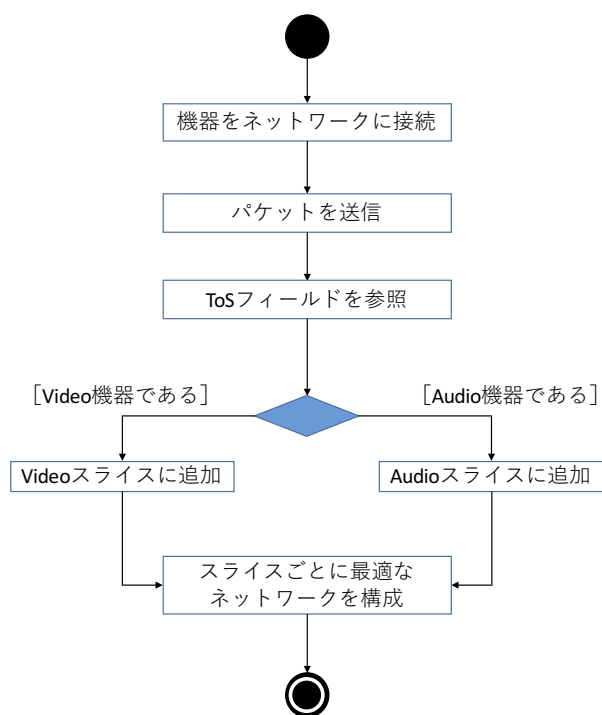 機器をネットワークに接続
パケットを送信
ToSフィールドを参照
[Video機器である]
[Audio機器である]
Videoスライスに追加
Audioスライスに追加
スライスごとに最適な
ネットワークを構成